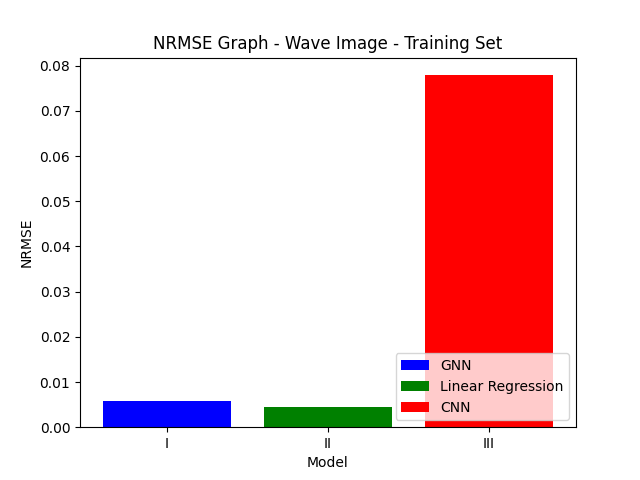 NRMSE Graph - Wave Image - Training Set
0.08
0.07
0.06
0.05
0.04
0.03
0.02
0.01
0.00
NRMSE
GNN
Linear Regression
CNN
I II III
Model